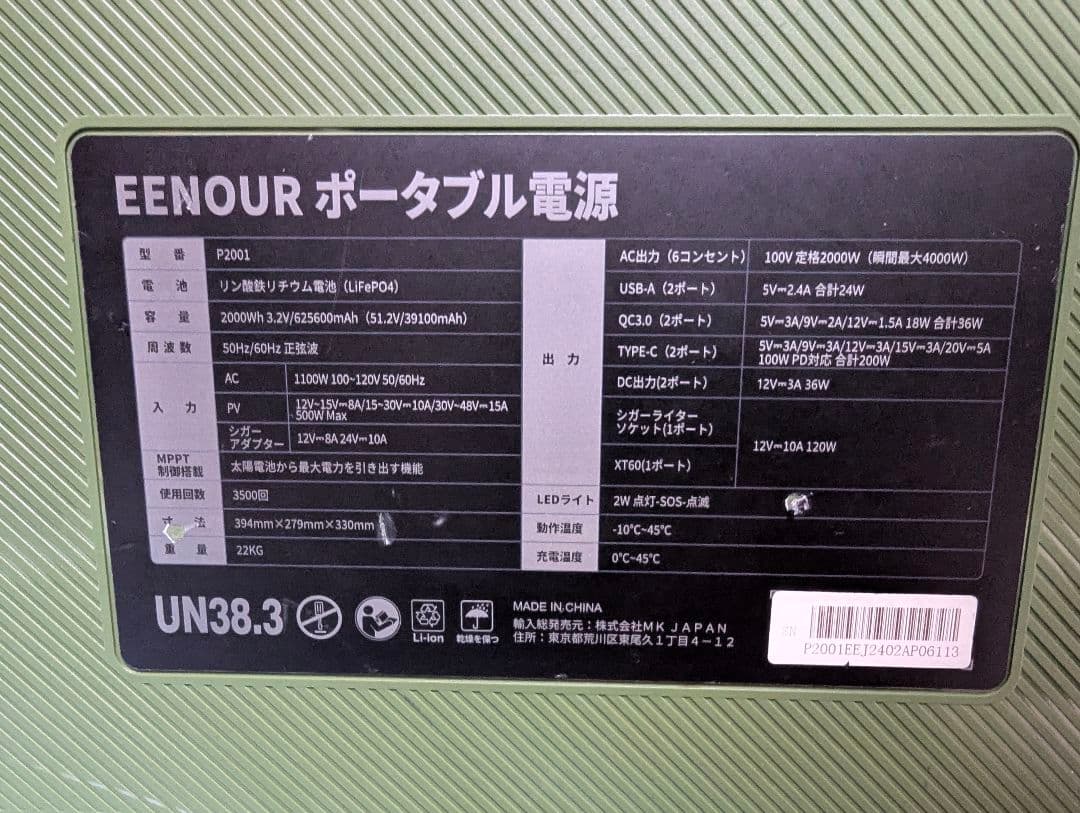 EENOUR ポータブル電源
型番 P2001
電池 リン酸鉄リチウム電池（LiFePO4）
容量 2000Wh 3.2V/625600mAh（51.2V/39100mAh）
周波数 50Hz/60Hz 正弦波
入力
AC 1100W 100~120V 50/60Hz
PV 12V~15V⎓8A/15~30V⎓10A/30V~48V⎓15A
500W Max
シガー
アダプター 12V⎓8A 24V⎓10A
MPPT
制御搭載 太陽電池から最大電力を引き出す機能
使用回数 3500回
寸法 394mm×279mm×330mm
重量 22KG
出力
AC出力（6コンセント） 100V 定格2000W（瞬間最大4000W）
USB-A（2ポート） 5V⎓2.4A 合計24W
QC3.0（2ポート） 5V⎓3A/9V⎓2A/12V⎓1.5A 18W 合計36W
TYPE-C（2ポート） 5V⎓3A/9V⎓3A/12V⎓3A/15V⎓3A/20V⎓5A
100W PD対応 合計200W
DC出力(2ポート） 12V⎓3A 36W
シガーライター
ソケット(1ポート）
12V⎓10A 120W
XT60(1ポート）
LEDライト 2W 点灯-SOS-点滅
動作温度 -10℃~45℃
充電温度 0℃~45℃
UN38.3
Li-ion
乾燥を保つ
MADE IN CHINA
輸入総発売元：株式会社MK JAPAN
住所：東京都荒川区東尾久1丁目4－12
SN
P2001EEJ2402AP06113